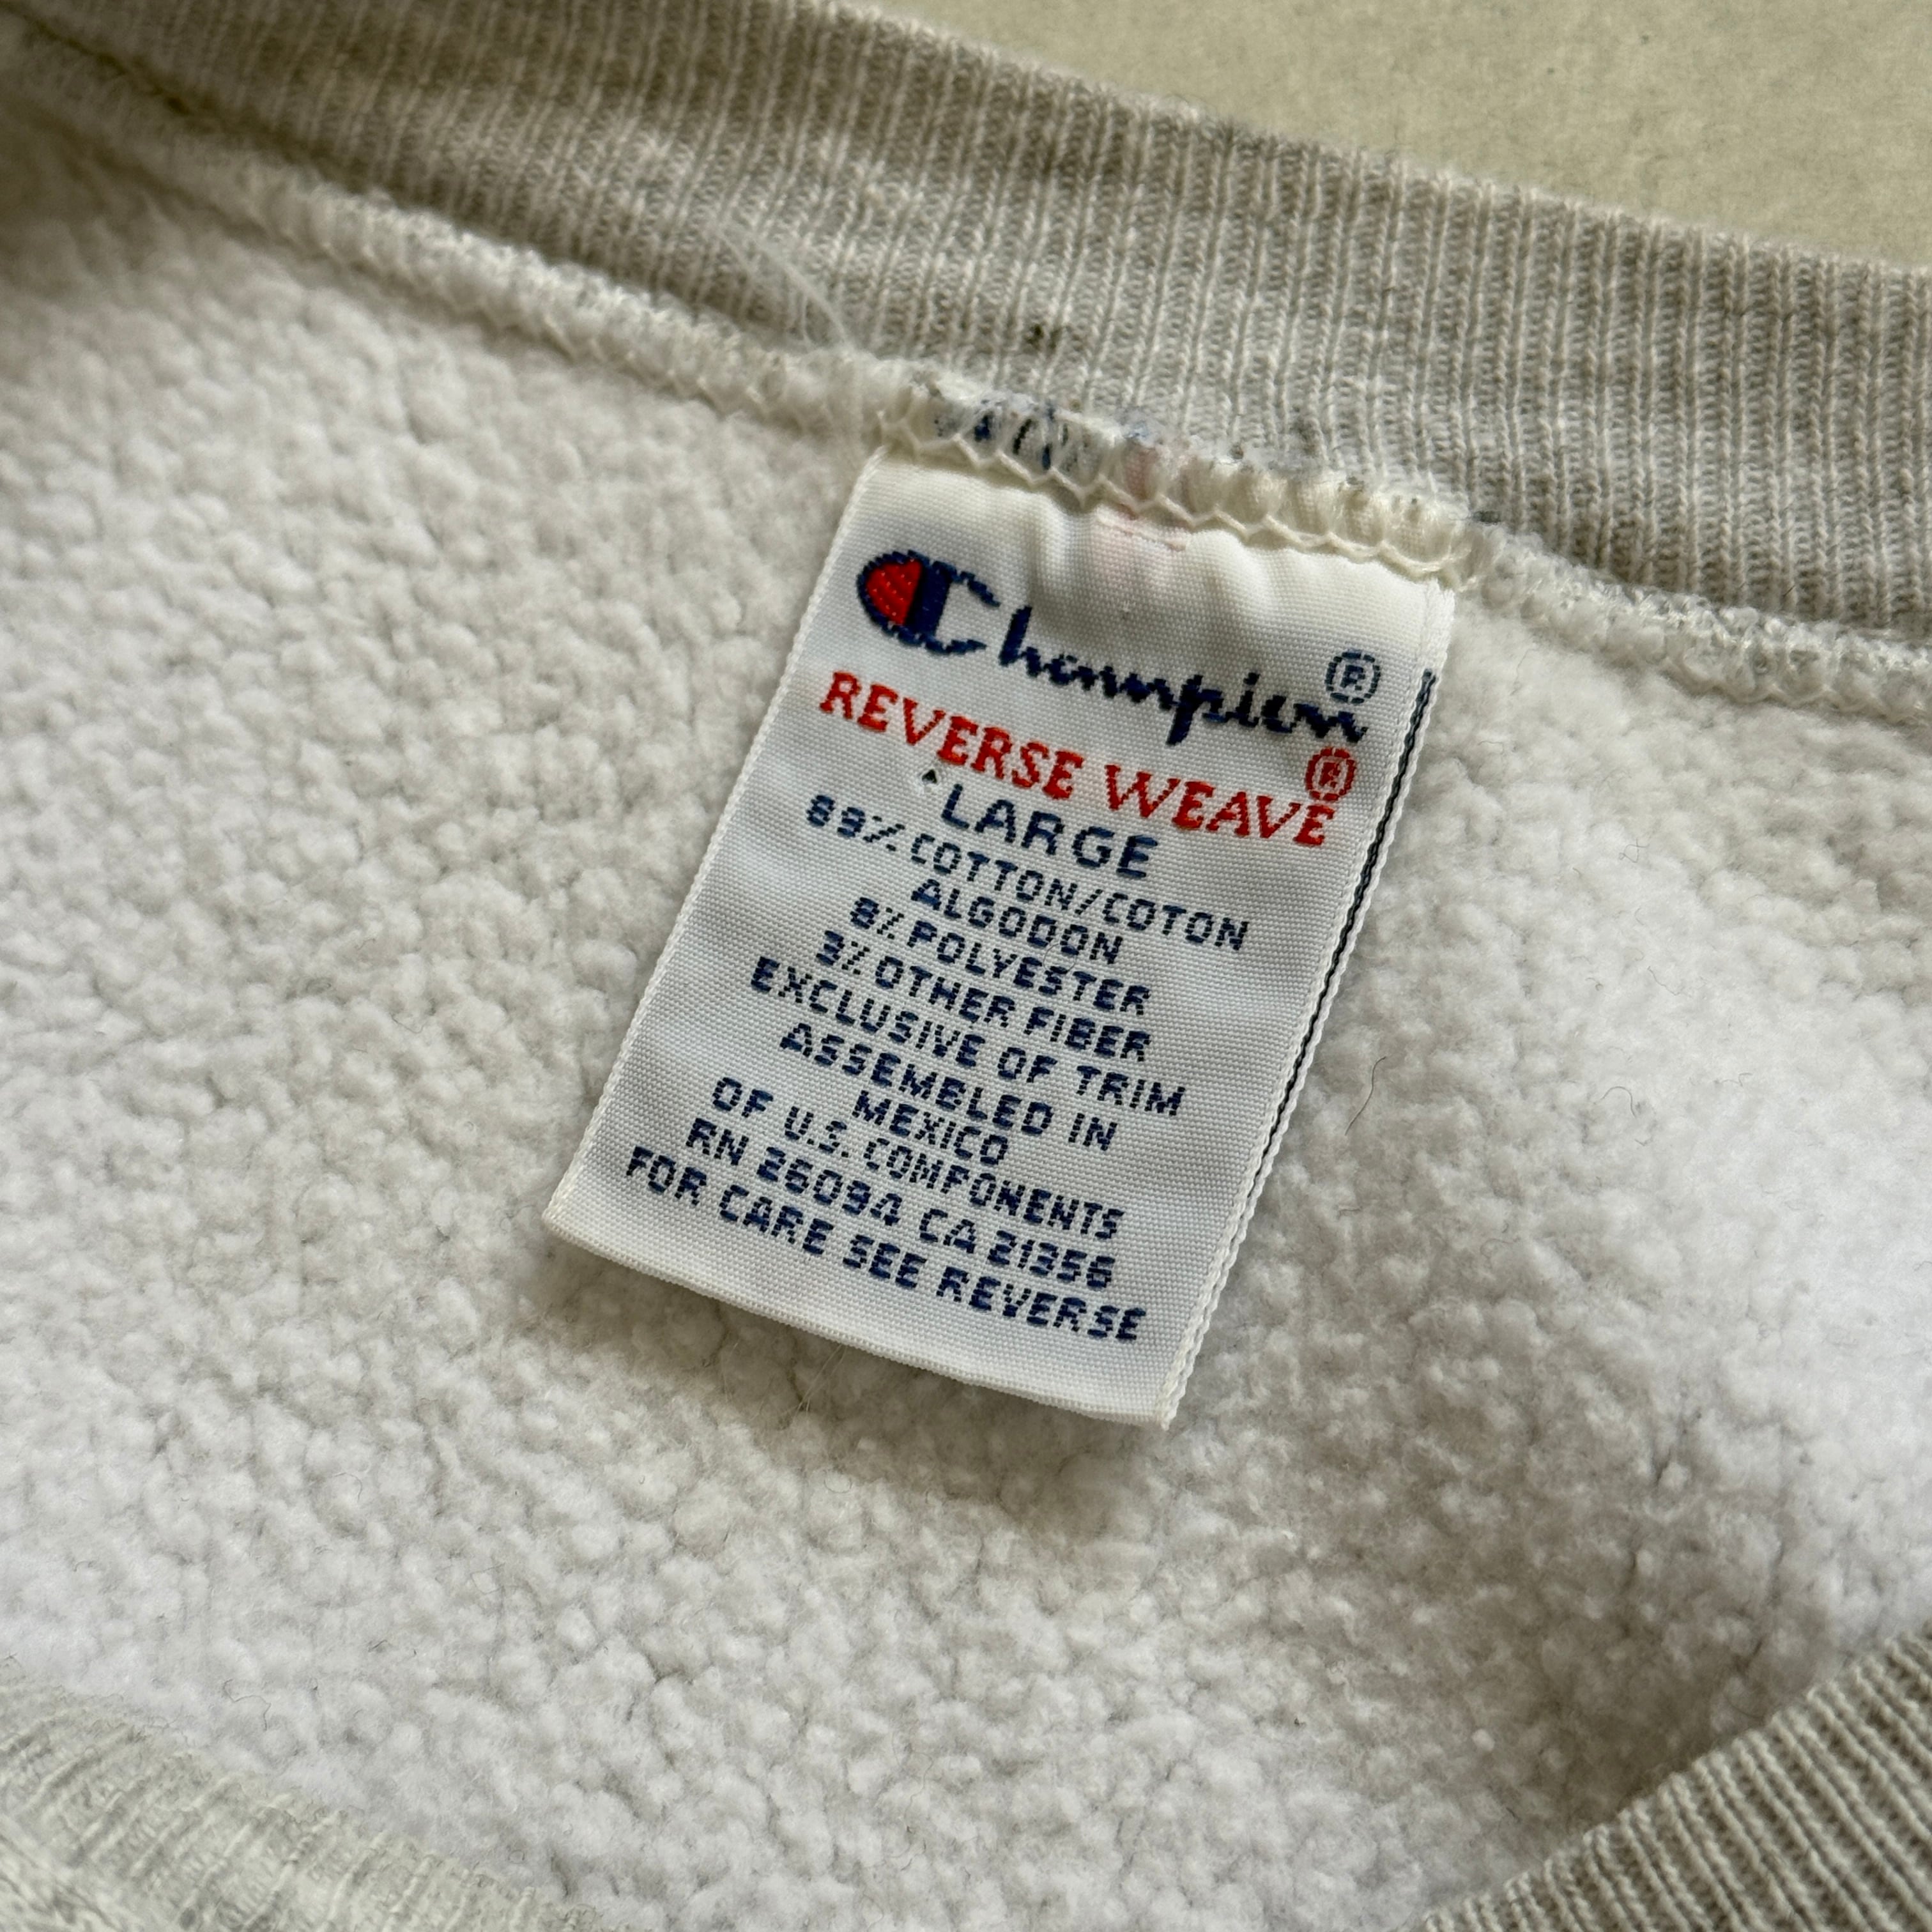 Champion®
REVERSE WEAVE®
LARGE
89% COTTON/COTON
ALGODON
8% POLYESTER
3% OTHER FIBER
EXCLUSIVE OF TRIM
ASSEMBLED IN
MEXICO
OF U.S. COMPONENTS
RN 26094 CA 21356
FOR CARE SEE REVERSE